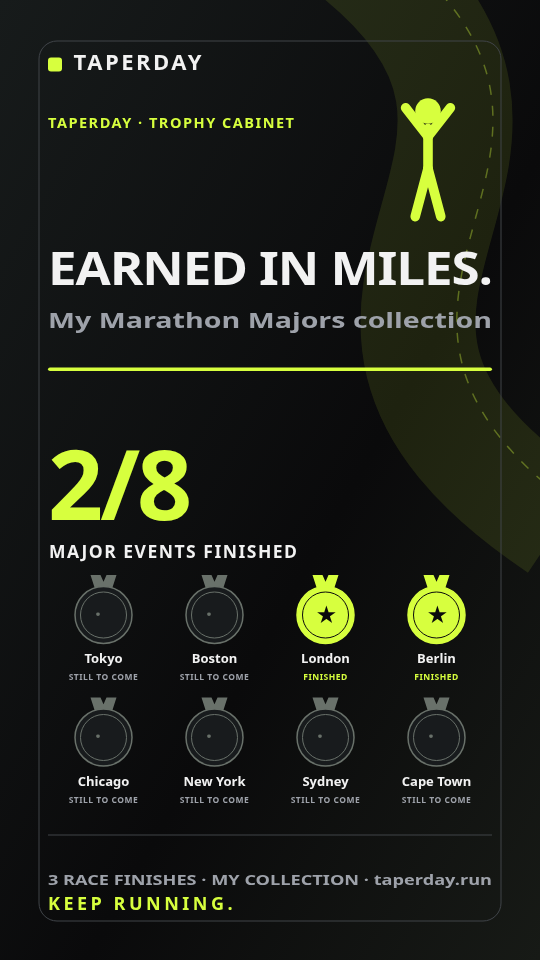 TAPERDAY
TAPERDAY · TROPHY CABINET
EARNED IN MILES.
My Marathon Majors collection
2/8
MAJOR EVENTS FINISHED
Tokyo Boston London Berlin
STILL TO COME STILL TO COME FINISHED FINISHED
Chicago New York Sydney Cape Town
STILL TO COME STILL TO COME STILL TO COME STILL TO COME
3 RACE FINISHES · MY COLLECTION · taperday.run
KEEP RUNNING.